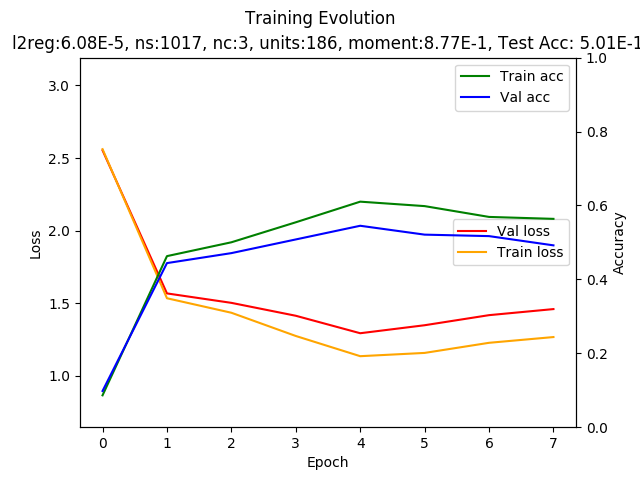 Training Evolution
l2reg:6.08E-5, ns:1017, nc:3, units:186, moment:8.77E-1, Test Acc: 5.01E-1
Train acc
Val acc
Val loss
Train loss
Loss
3.0
2.5
2.0
1.5
1.0
Accuracy
1.0
0.8
0.6
0.4
0.2
0.0
0 1 2 3 4 5 6 7
Epoch